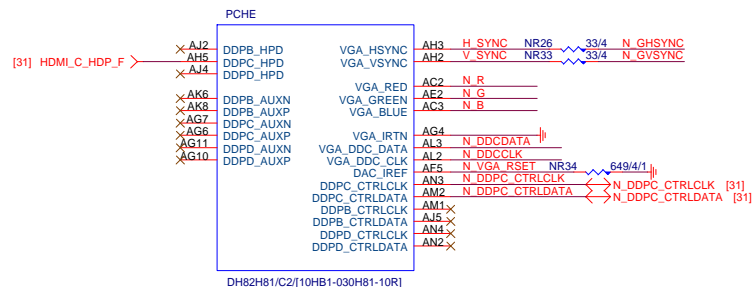 PCHE
AJ2 DDPB_HPD VGA_HSYNC AH3 H_SYNC NR26 33/4 N_GHSYNC
[31] HDMI_C_HDP_F AH5 DDPC_HPD VGA_VSYNC AH2 V_SYNC NR33 33/4 N_GVSYNC
AJ4 DDPD_HPD
VGA_RED AC2 N_R
AK6 DDPB_AUXN VGA_GREEN AE2 N_G
AK8 DDPB_AUXP VGA_BLUE AC3 N_B
AG7 DDPC_AUXN
AG6 DDPC_AUXP VGA_IRTN AG4
AG11 DDPD_AUXN VGA_DDC_DATA AL3 N_DDCDATA
AG10 DDPD_AUXP VGA_DDC_CLK AL2 N_DDCCLK
DAC_IREF AF5 N_VGA_RSET NR34 649/4/1
DDPC_CTRLCLK AN3 N_DDPC_CTRLCLK N_DDPC_CTRLCLK [31]
DDPC_CTRLDATA AM2 N_DDPC_CTRLDATA N_DDPC_CTRLDATA [31]
DDPB_CTRLCLK AM1
DDPB_CTRLDATA AJ5
DDPD_CTRLCLK AN4
DDPD_CTRLDATA AN2
DH82H81/C2/[10HB1-030H81-10R]